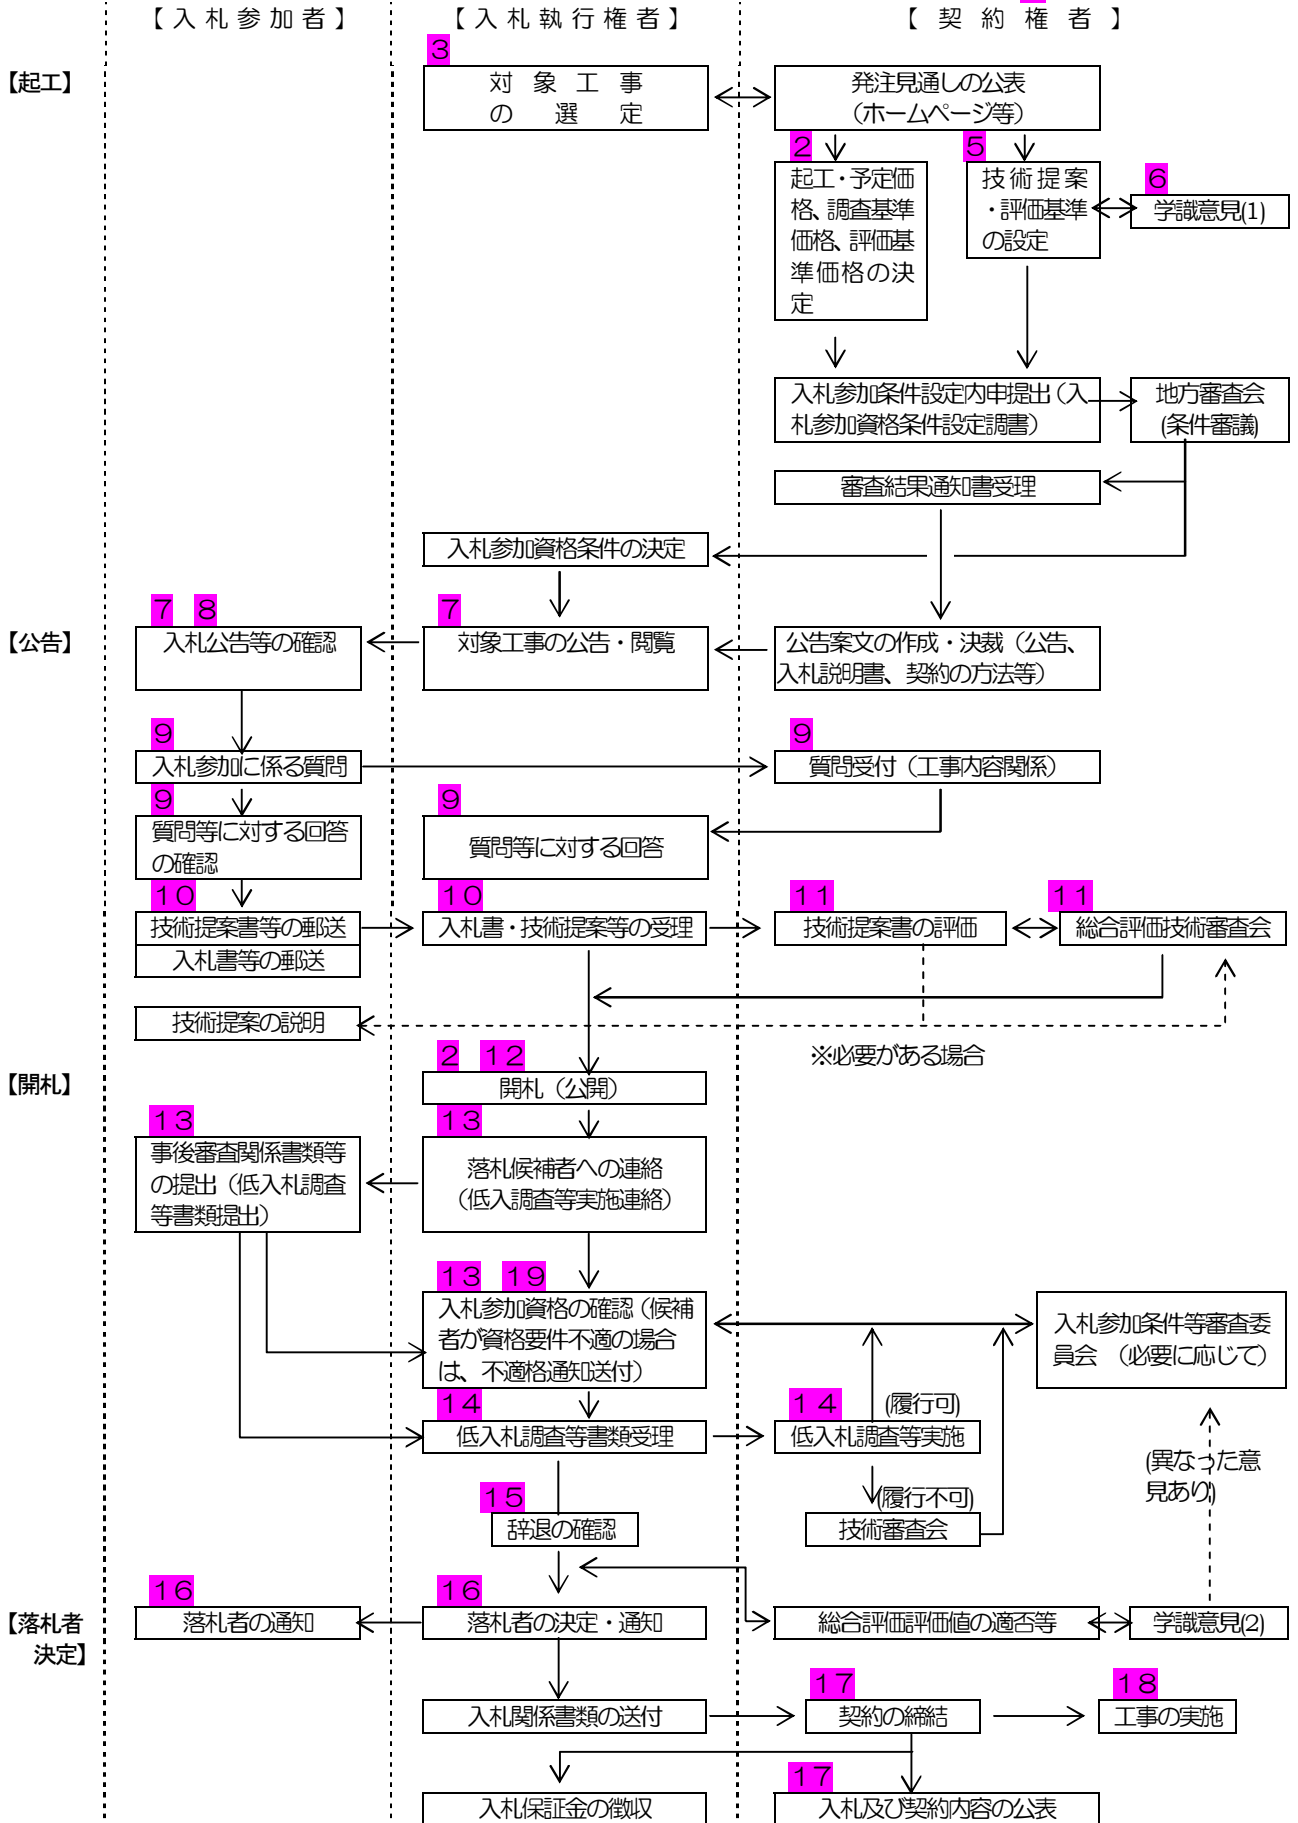 【入札参加者】
【入札執行権者】
【契約権者】
【起工】
3
対象工事
の選定
発注見通しの公表
（ホームページ等）
2
起工・予定価
格、調査基準
価格、評価基
準価格の決
定
5
技術提案
・評価基準
の設定
6
学識意見(1)
入札参加条件設定内申提出（入
札参加資格条件設定調書）
地方審査会
(条件審議)
審査結果通知書受理
入札参加資格条件の決定
【公告】
7 8
入札公告等の確認
7
対象工事の公告・閲覧
公告案文の作成・決裁（公告、
入札説明書、契約の方法等）
9
入札参加に係る質問
9
質問受付（工事内容関係）
9
質問等に対する回答
の確認
9
質問等に対する回答
10
技術提案書等の郵送
入札書等の郵送
10
入札書・技術提案等の受理
11
技術提案書の評価
11
総合評価技術審査会
技術提案の説明
※必要がある場合
【開札】
2 12
開札（公開）
13
事後審査関係書類等
の提出（低入札調査
等書類提出）
13
落札候補者への連絡
（低入調査等実施連絡）
13 19
入札参加資格の確認（候補
者が資格要件不適の場合
は、不適格通知送付）
入札参加条件等審査委
員会　（必要に応じて）
14
低入札調査等書類受理
14
(履行可)
低入札調査等実施
(履行不可)
技術審査会
(異なった意
見あり)
15
辞退の確認
【落札者
決定】
16
落札者の通知
16
落札者の決定・通知
総合評価評価値の適否等
学識意見(2)
入札関係書類の送付
17
契約の締結
18
工事の実施
入札保証金の徴収
17
入札及び契約内容の公表